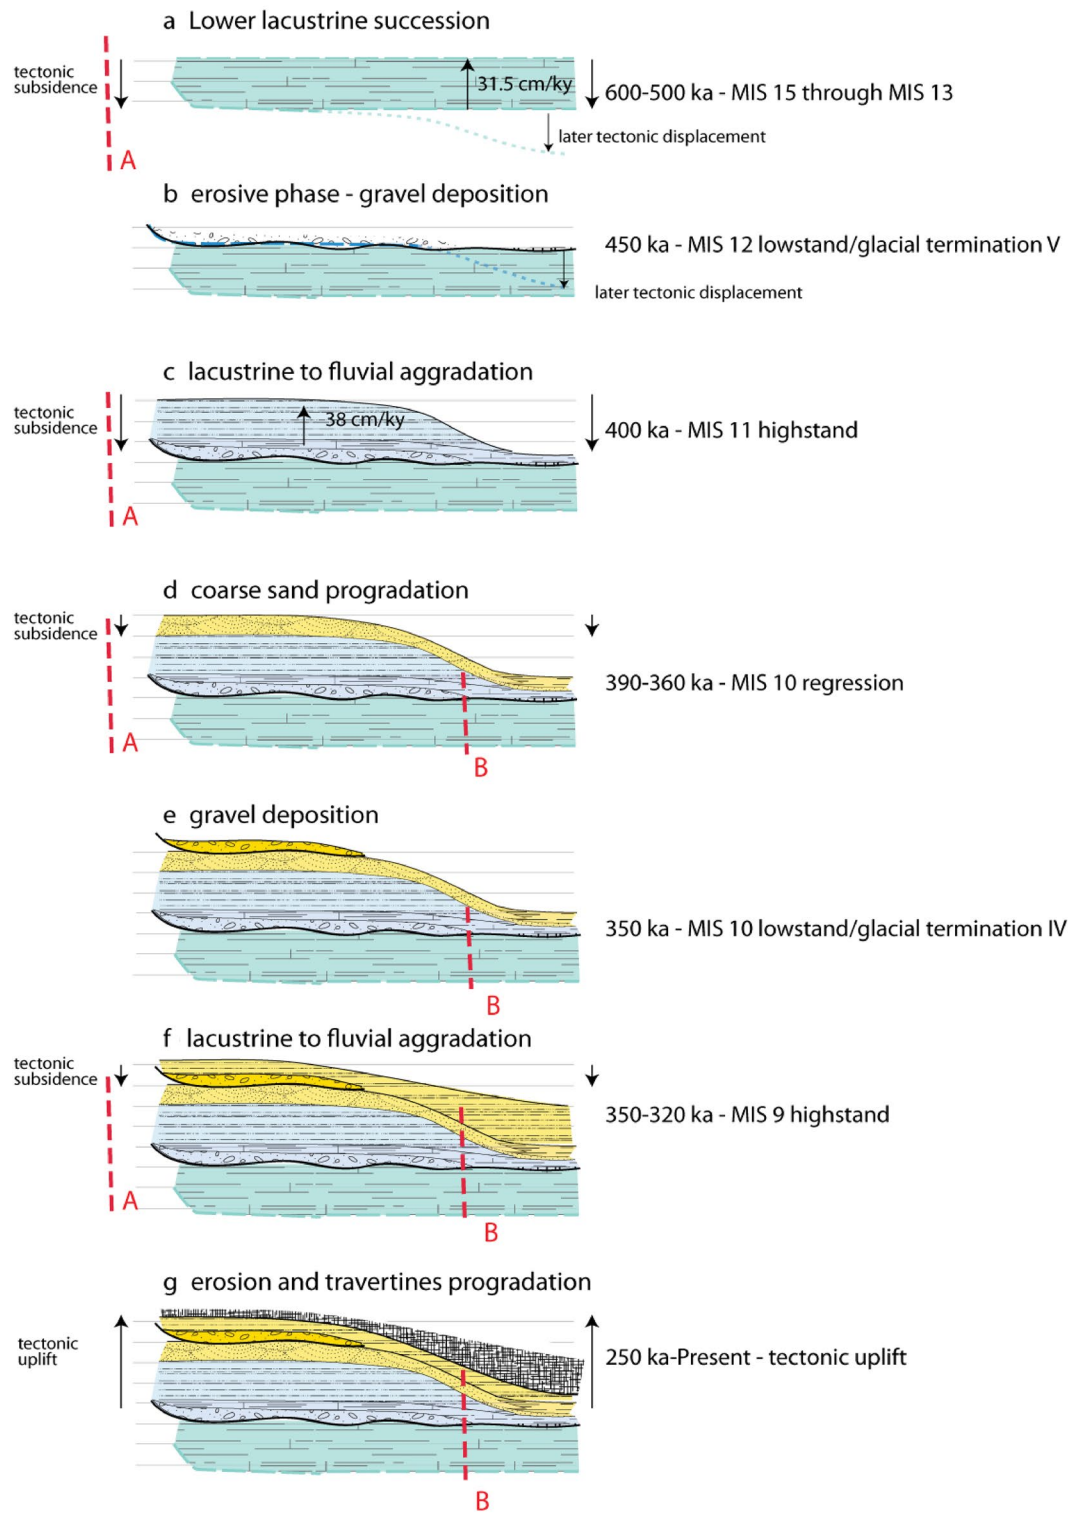 a Lower lacustrine succession
tectonic
subsidence
31.5 cm/ky
600-500 ka - MIS 15 through MIS 13
later tectonic displacement
A
b erosive phase - gravel deposition
450 ka - MIS 12 lowstand/glacial termination V
later tectonic displacement
c lacustrine to fluvial aggradation
tectonic
subsidence
38 cm/ky
400 ka - MIS 11 highstand
A
d coarse sand progradation
tectonic
subsidence
390-360 ka - MIS 10 regression
A
B
e gravel deposition
350 ka - MIS 10 lowstand/glacial termination IV
B
f lacustrine to fluvial aggradation
tectonic
subsidence
350-320 ka - MIS 9 highstand
A
B
g erosion and travertines progradation
tectonic
uplift
250 ka-Present - tectonic uplift
B